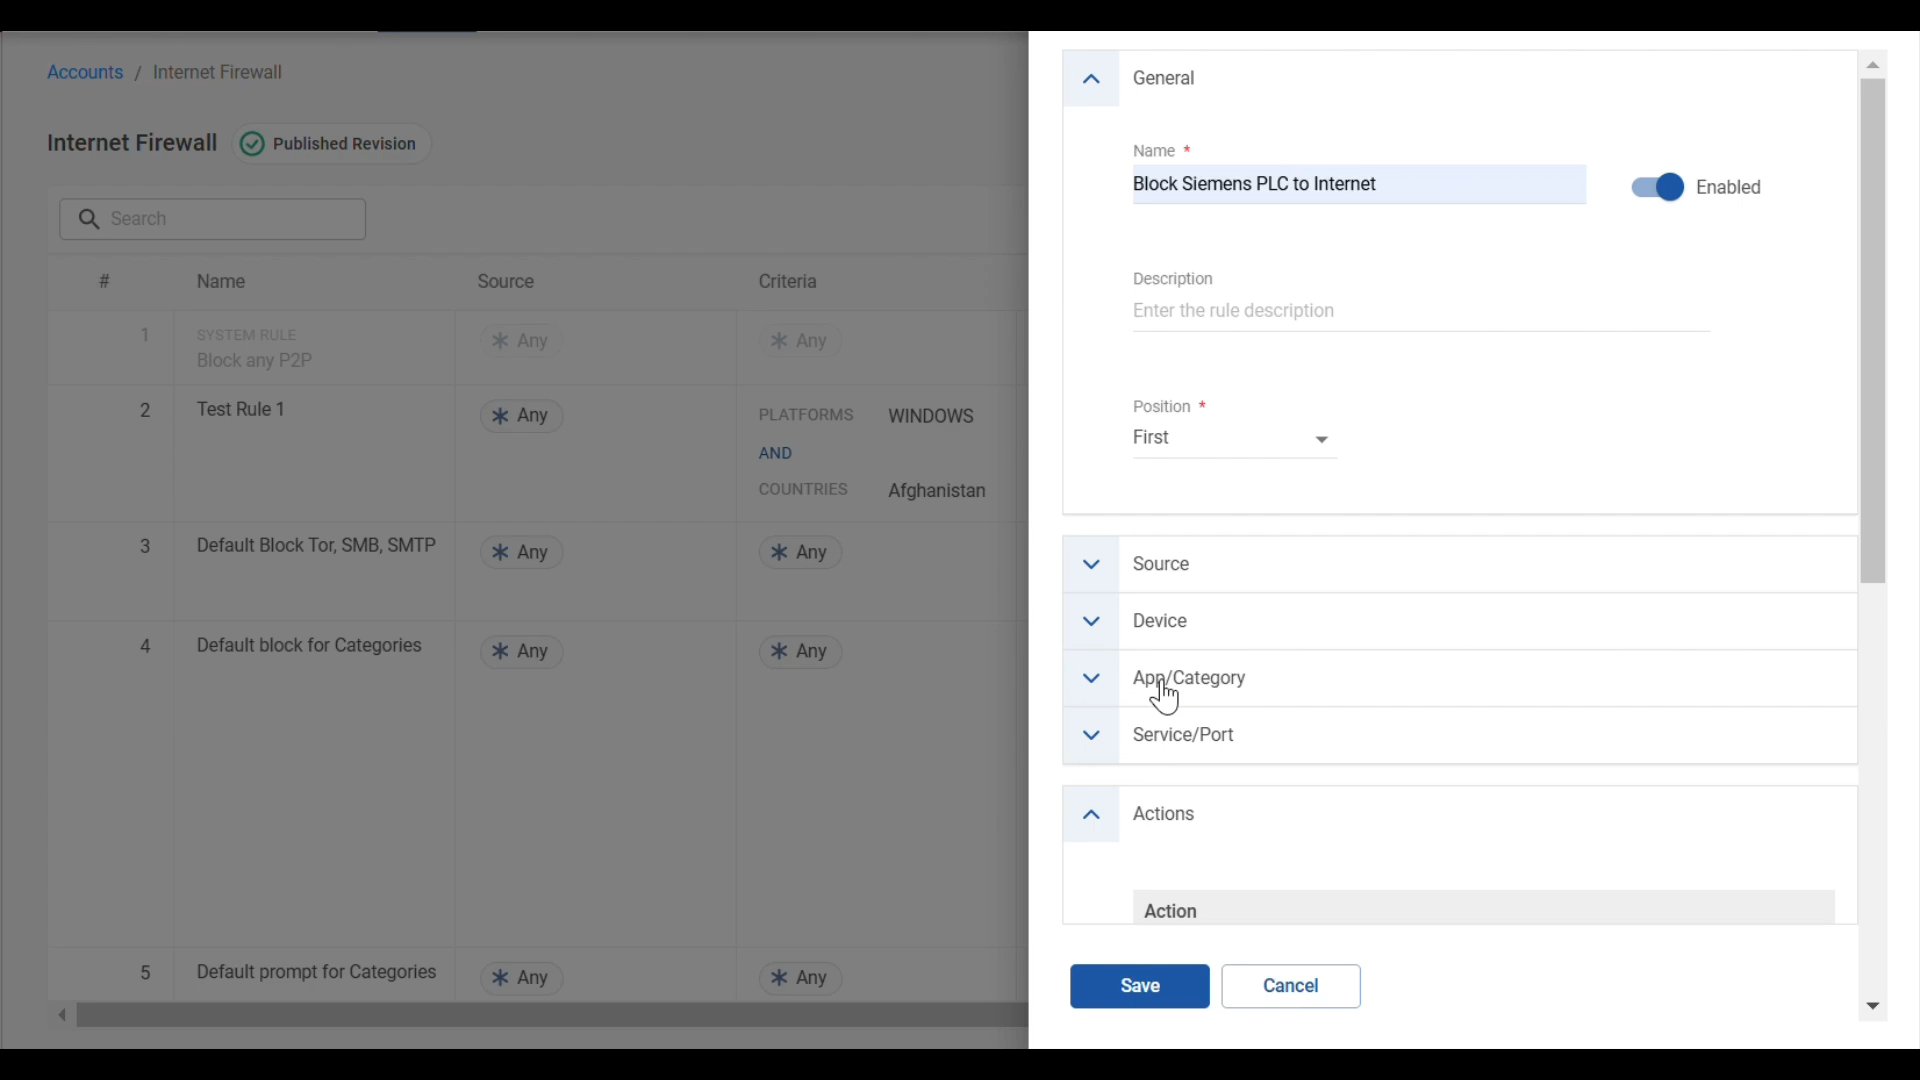 Accounts / Internet Firewall
Internet Firewall
Published Revision
Search
# Name Source Criteria
1 SYSTEM RULE
Block any P2P
Any Any
2 Test Rule 1 Any PLATFORMS WINDOWS
AND
COUNTRIES Afghanistan
3 Default Block Tor, SMB, SMTP Any Any
4 Default block for Categories Any Any
5 Default prompt for Categories Any Any
General
Name *
Block Siemens PLC to Internet
Enabled
Description
Enter the rule description
Position *
First
Source
Device
App/Category
Service/Port
Actions
Action
Save Cancel